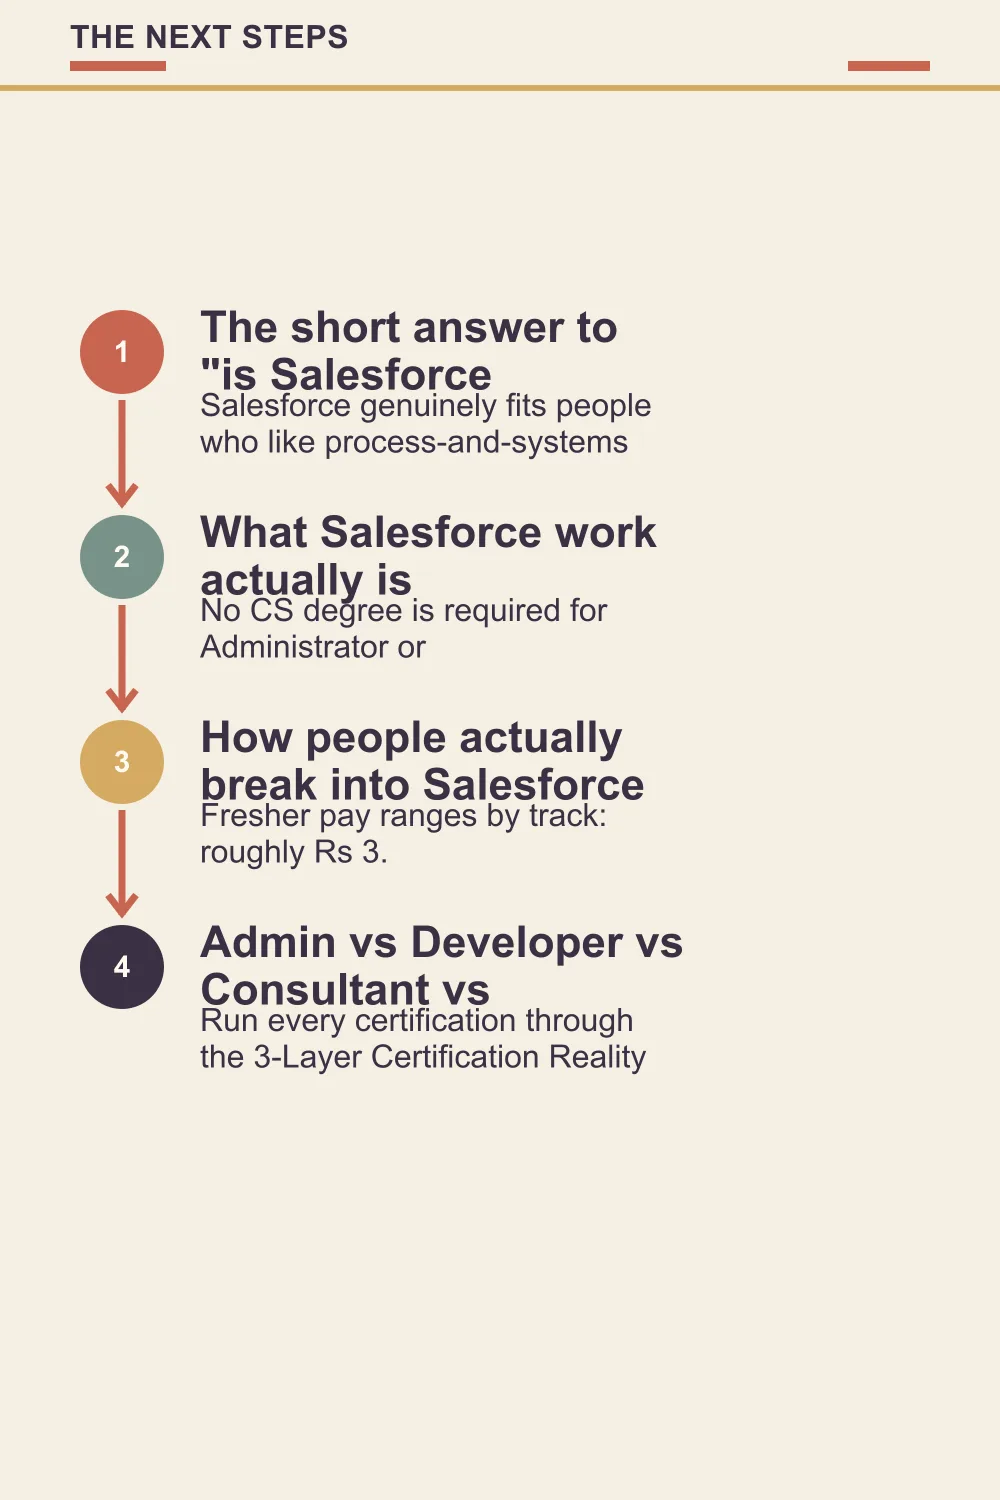 THE NEXT STEPS
1
The short answer to
"is Salesforce
Salesforce genuinely fits people
who like process-and-systems
2
What Salesforce work
actually is
No CS degree is required for
Administrator or
3
How people actually
break into Salesforce
Fresher pay ranges by track:
roughly Rs 3.
4
Admin vs Developer vs
Consultant vs
Run every certification through
the 3-Layer Certification Reality